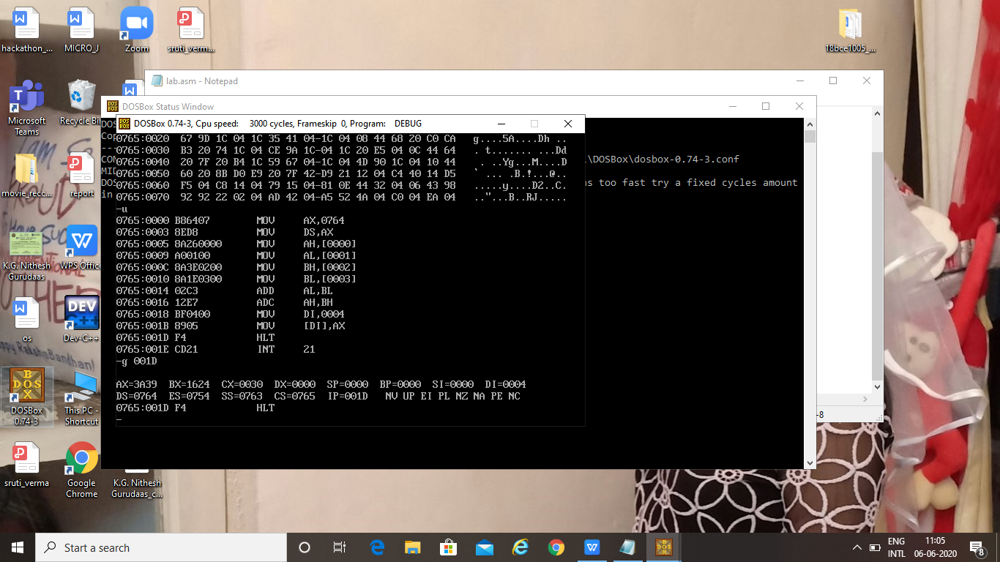 hackathon_...
MICRO_J
Zoom
sruti_verm...
18bce1005_...
lab.asm - Notepad
Microsoft
Teams
Recycle Bin
DOSBox Status Window
DOSBox 0.74-3, Cpu speed: 3000 cycles, Frameskip 0, Program: DEBUG
0765:0020 67 9D 1C 04 1C 35 41 04-1C 04 08 44 68 20 C0 CA g....5A....Dh ..
0765:0030 B3 20 74 1C 04 CE 9A 1C-04 1C 20 E5 04 0C 44 64 . t....... ...Dd
0765:0040 20 7F 20 B4 1C 59 67 04-1C 04 4D 90 1C 04 10 44 . ..Yg...M....D
0765:0050 60 20 8B D0 E9 20 7F 42-D9 21 12 04 C4 40 14 D5 ` ... .B.!...@..
0765:0060 F5 04 C8 14 04 79 15 04-81 0E 44 32 04 06 43 98 .....y....D2..C.
0765:0070 92 92 22 02 04 AD 42 04-A5 52 4A 04 C0 04 EA 04 .."...B..RJ.....
l\DOSBox\dosbox-0.74-3.conf
s too fast try a fixed cycles amount
in
-u
0765:0000 B86407 MOV AX,0764
0765:0003 8ED8 MOV DS,AX
0765:0005 8A260000 MOV AH,[0000]
0765:0009 A00100 MOV AL,[0001]
0765:000C 8A3E0200 MOV BH,[0002]
0765:0010 8A1E0300 MOV BL,[0003]
0765:0014 02C3 ADD AL,BL
0765:0016 12E7 ADC AH,BH
0765:0018 BF0400 MOV DI,0004
0765:001B 8905 MOV [DI],AX
0765:001D F4 HLT
0765:001E CD21 INT 21
-g 001D
AX=3A39 BX=1624 CX=0030 DX=0000 SP=0000 BP=0000 SI=0000 DI=0004
DS=0764 ES=0754 SS=0763 CS=0765 IP=001D NV UP EI PL NZ NA PE NC
0765:001D F4 HLT
-
-8
movie_recc...
report
K.G. Nithesh
Gurudaas
WPS Office
os
DEV
C++
Dev-C++
DOSBox
0.74-3
This PC -
Shortcut
sruti_verma
Google
Chrome
K.G. Nithesh
Gurudaas_c...
Start a search
ENG
INTL
11:05
06-06-2020
8